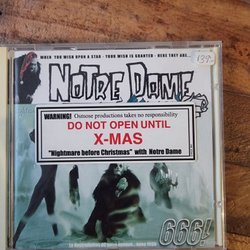 WHEN YOU WISH UPON A STAR - YOUR WISH IS GRANTED - HERE THEY ARE...
NOTRE DAME
139:-
WARNING! Osmose productions takes no responsibility
DO NOT OPEN UNTIL
X-MAS
"Nightmare before Christmas" with Notre Dame
666!